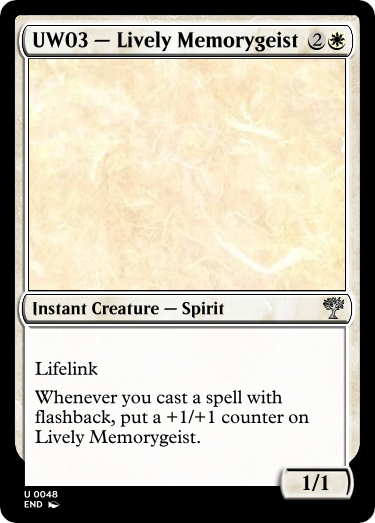 UW03 — Lively Memorygeist 2
Instant Creature — Spirit
Lifelink
Whenever you cast a spell with
flashback, put a +1/+1 counter on
Lively Memorygeist.
1/1
U 0048
END